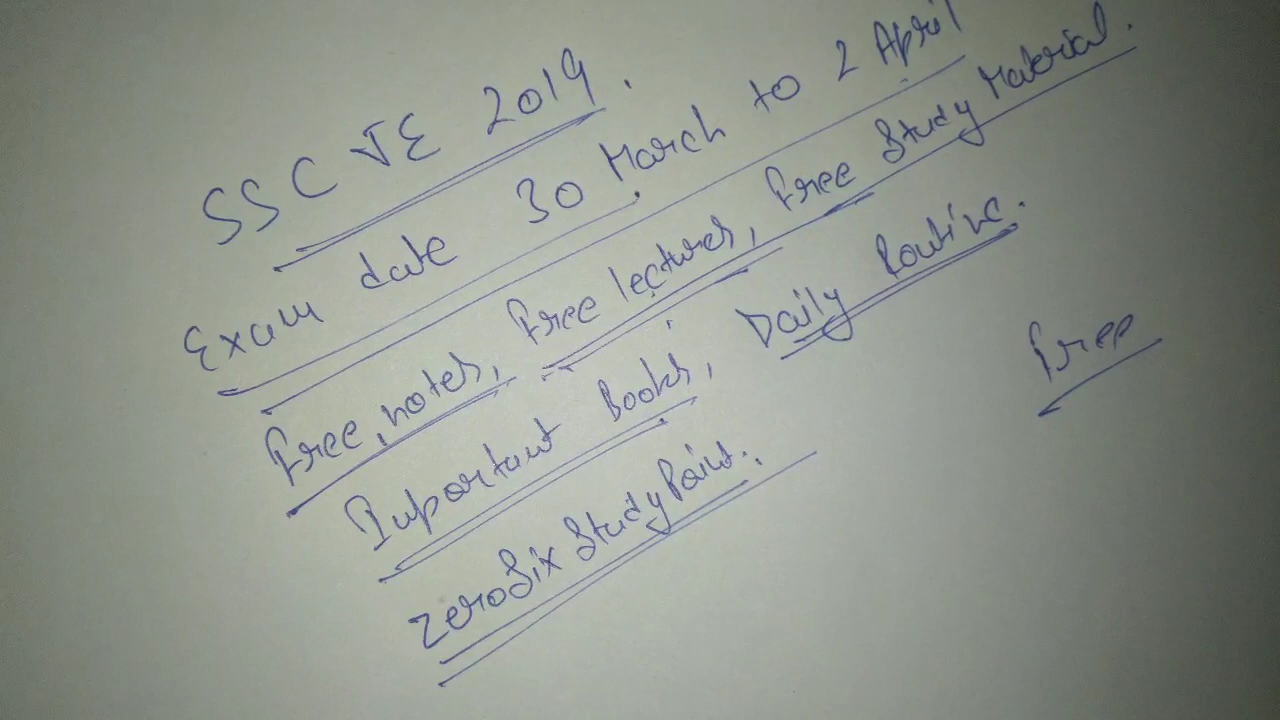 SSC JE 2019.
Exam date 30 March to 2 April
Free notes, Free lectures, Free Study Material.
Important Books, Daily Routine.
Free
ZeroSix StudyPoint.